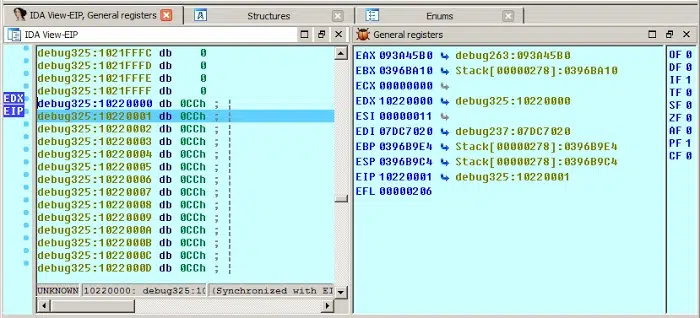 IDA View-EIP, General registers
Structures
Enums
IDA View-EIP
General registers
debug325:1021FFFC db 0
debug325:1021FFFD db 0
debug325:1021FFFE db 0
debug325:1021FFFF db 0
EDX debug325:10220000 db 0CCh ; ¦
EIP debug325:10220001 db 0CCh ; ¦
debug325:10220002 db 0CCh ; ¦
debug325:10220003 db 0CCh ; ¦
debug325:10220004 db 0CCh ; ¦
debug325:10220005 db 0CCh ; ¦
debug325:10220006 db 0CCh ; ¦
debug325:10220007 db 0CCh ; ¦
debug325:10220008 db 0CCh ; ¦
debug325:10220009 db 0CCh ; ¦
debug325:1022000A db 0CCh ; ¦
debug325:1022000B db 0CCh ; ¦
debug325:1022000C db 0CCh ; ¦
debug325:1022000D db 0CCh ; ¦
UNKNOWN 10220000: debug325:10 (Synchronized with EI
EAX 093A45B0 debug263:093A45B0
EBX 0396BA10 Stack[00000278]:0396BA10
ECX 00000000
EDX 10220000 debug325:10220000
ESI 00000011
EDI 07DC7020 debug237:07DC7020
EBP 0396B9E4 Stack[00000278]:0396B9E4
ESP 0396B9C4 Stack[00000278]:0396B9C4
EIP 10220001 debug325:10220001
EFL 00000206
OF 0
DF 0
IF 1
TF 0
SF 0
ZF 0
AF 0
PF 1
CF 0